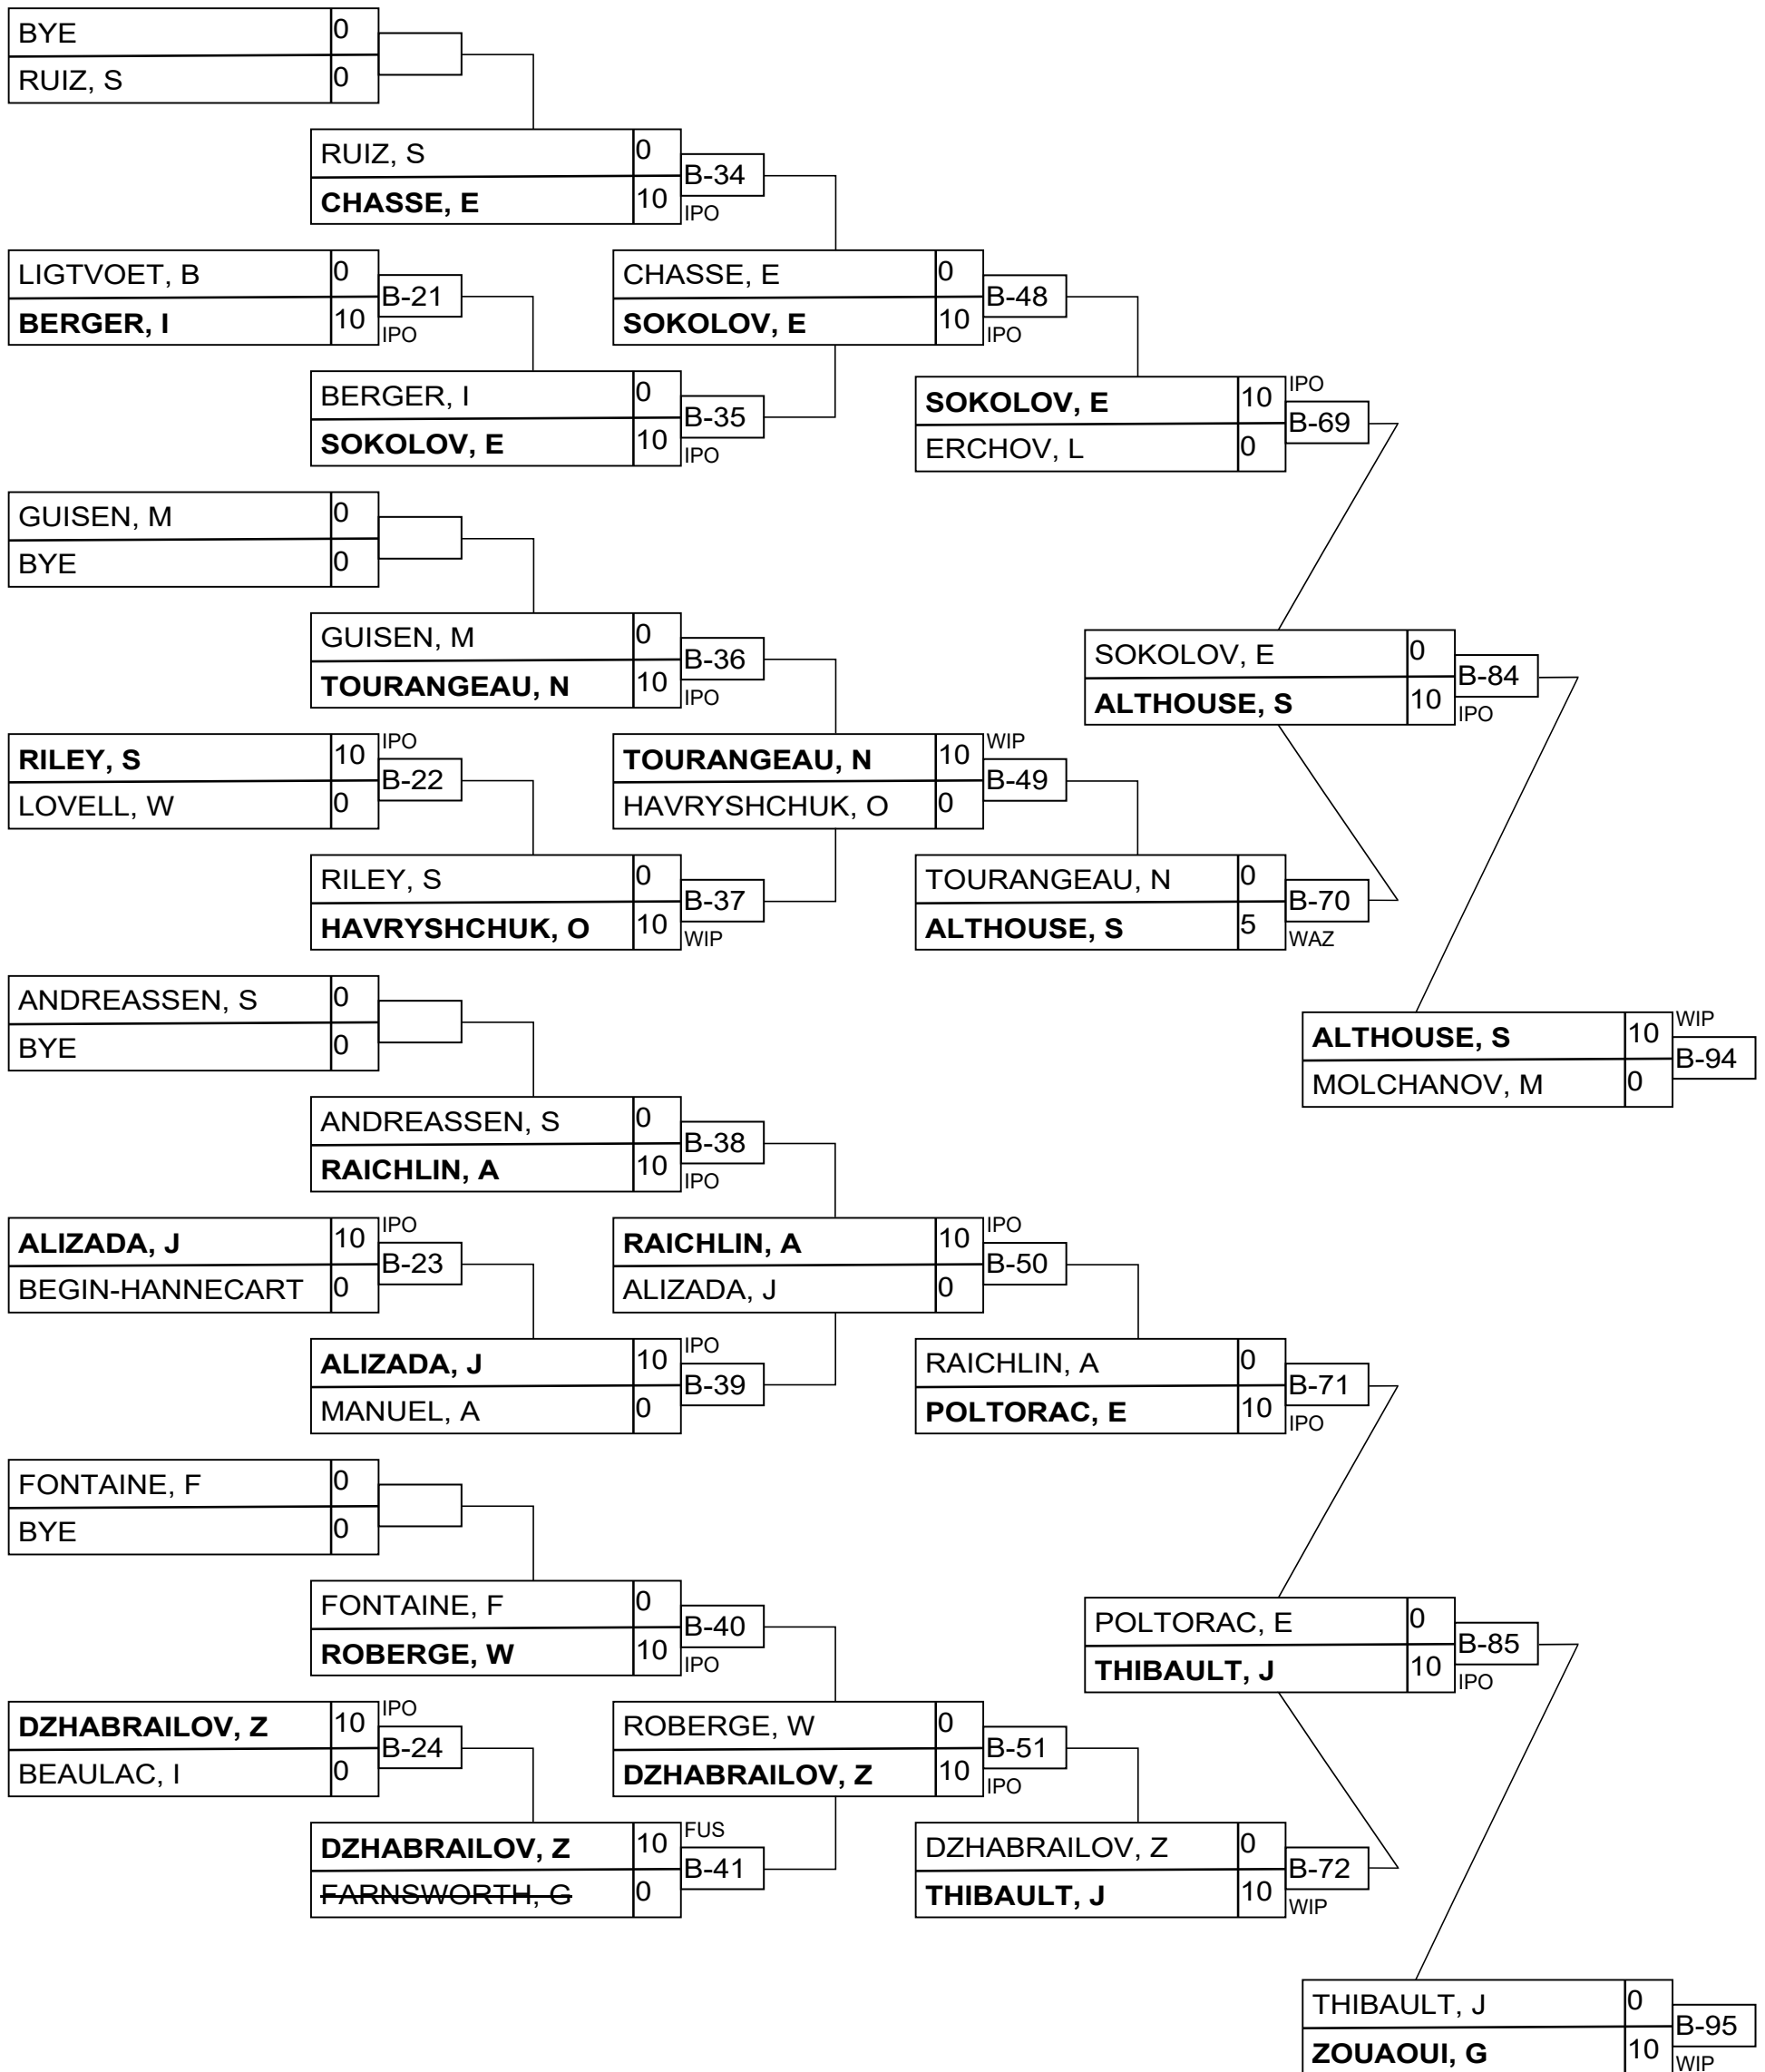 BYE 0
RUIZ, S 0
RUIZ, S 0
B-34
CHASSE, E 10
IPO
LIGTVOET, B 0
B-21
BERGER, I 10
IPO
CHASSE, E 0
B-48
SOKOLOV, E 10
IPO
BERGER, I 0
B-35
SOKOLOV, E 10
IPO
IPO
SOKOLOV, E 10
B-69
ERCHOV, L 0
GUISEN, M 0
BYE 0
GUISEN, M 0
B-36
TOURANGEAU, N 10
IPO
SOKOLOV, E 0
B-84
ALTHOUSE, S 10
IPO
IPO
RILEY, S 10
B-22
LOVELL, W 0
WIP
TOURANGEAU, N 10
B-49
HAVRYSHCHUK, O 0
RILEY, S 0
B-37
HAVRYSHCHUK, O 10
WIP
TOURANGEAU, N 0
B-70
ALTHOUSE, S 5
WAZ
ANDREASSEN, S 0
BYE 0
WIP
ALTHOUSE, S 10
B-94
MOLCHANOV, M 0
ANDREASSEN, S 0
B-38
RAICHLIN, A 10
IPO
IPO
ALIZADA, J 10
B-23
BEGIN-HANNECART 0
IPO
RAICHLIN, A 10
B-50
ALIZADA, J 0
IPO
ALIZADA, J 10
B-39
MANUEL, A 0
RAICHLIN, A 0
B-71
POLTORAC, E 10
IPO
FONTAINE, F 0
BYE 0
FONTAINE, F 0
B-40
ROBERGE, W 10
IPO
POLTORAC, E 0
B-85
THIBAULT, J 10
IPO
IPO
DZHABRAILOV, Z 10
B-24
BEAULAC, I 0
ROBERGE, W 0
B-51
DZHABRAILOV, Z 10
IPO
FUS
DZHABRAILOV, Z 10
B-41
FARNSWORTH, G 0
DZHABRAILOV, Z 0
B-72
THIBAULT, J 10
WIP
THIBAULT, J 0
B-95
ZOUAOUI, G 10
WIP